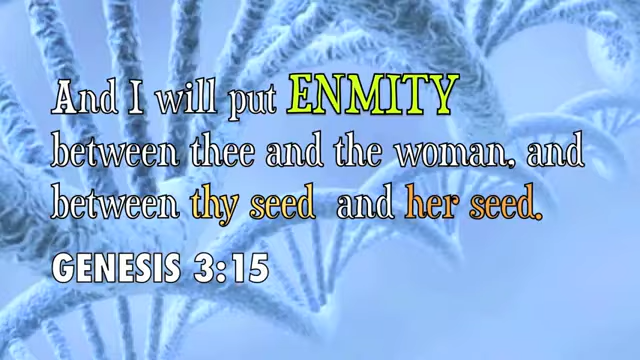 And I will put ENMITY
between thee and the woman, and
between thy seed and her seed.
GENESIS 3:15